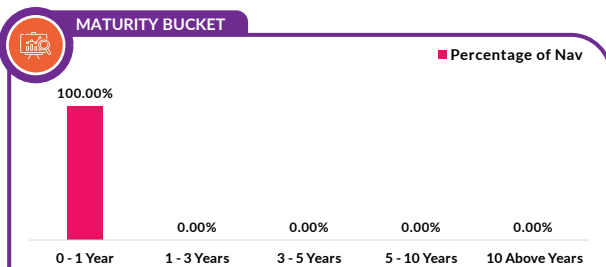 MATURITY BUCKET
Percentage of Nav
100.00%
0.00% 0.00% 0.00% 0.00%
0 - 1 Year 1 - 3 Years 3 - 5 Years 5 - 10 Years 10 Above Years